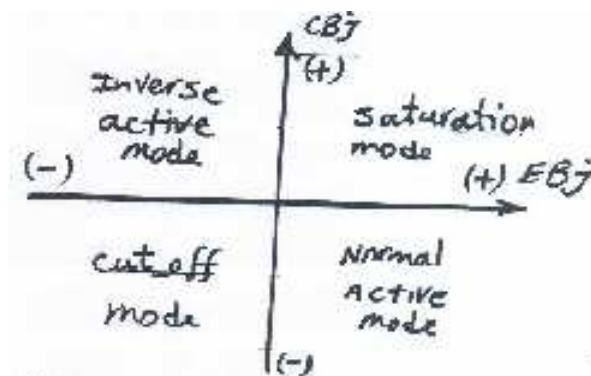 CBj
(+)
Inverse
active
mode
saturation
mode
(-)
(+) EBj
cut off
mode
Normal
Active
mode
(-)